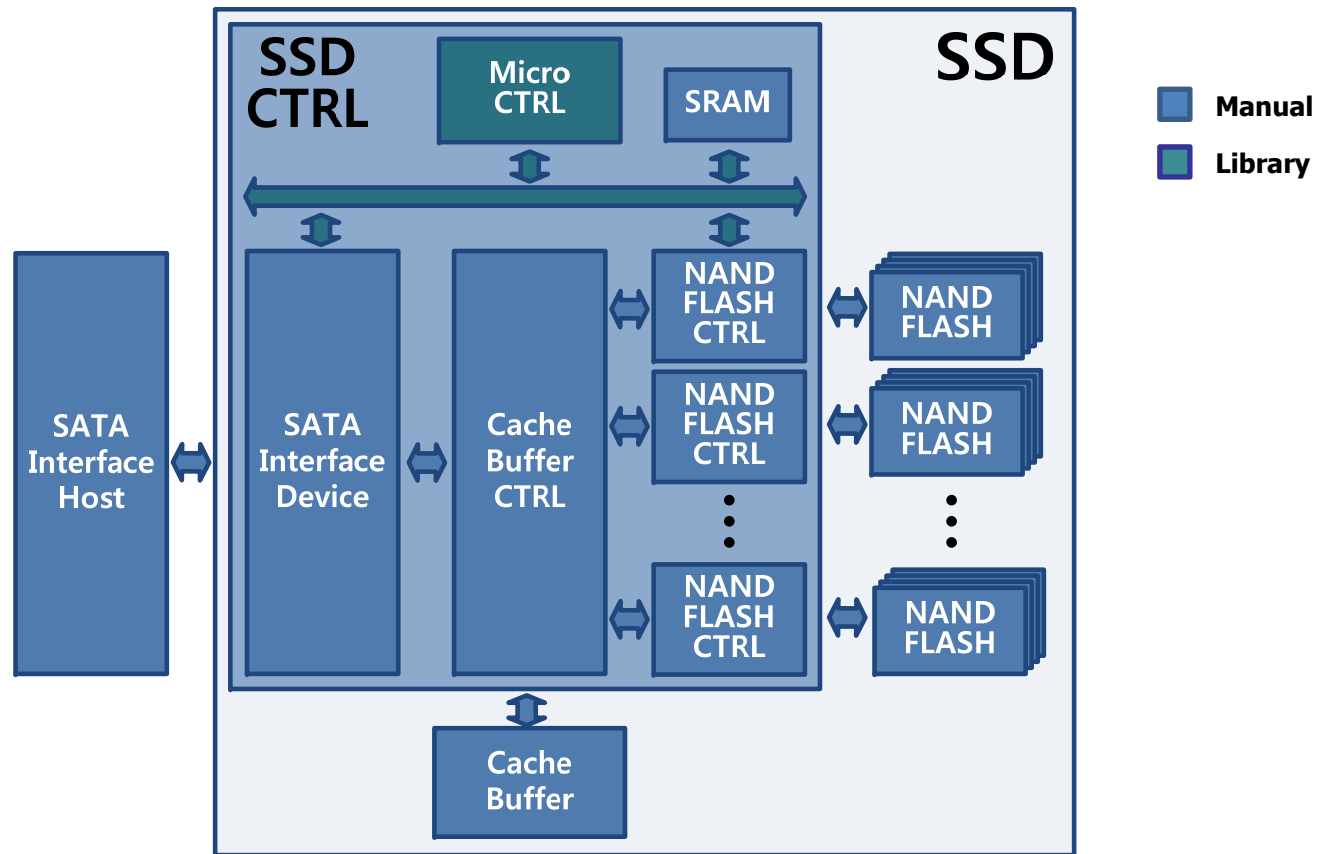 SSD
CTRL
Micro
CTRL
SRAM
SSD
Manual
Library
SATA
Interface
Host
SATA
Interface
Device
Cache
Buffer
CTRL
NAND
FLASH
CTRL
NAND
FLASH
NAND
FLASH
CTRL
NAND
FLASH
NAND
FLASH
CTRL
NAND
FLASH
Cache
Buffer